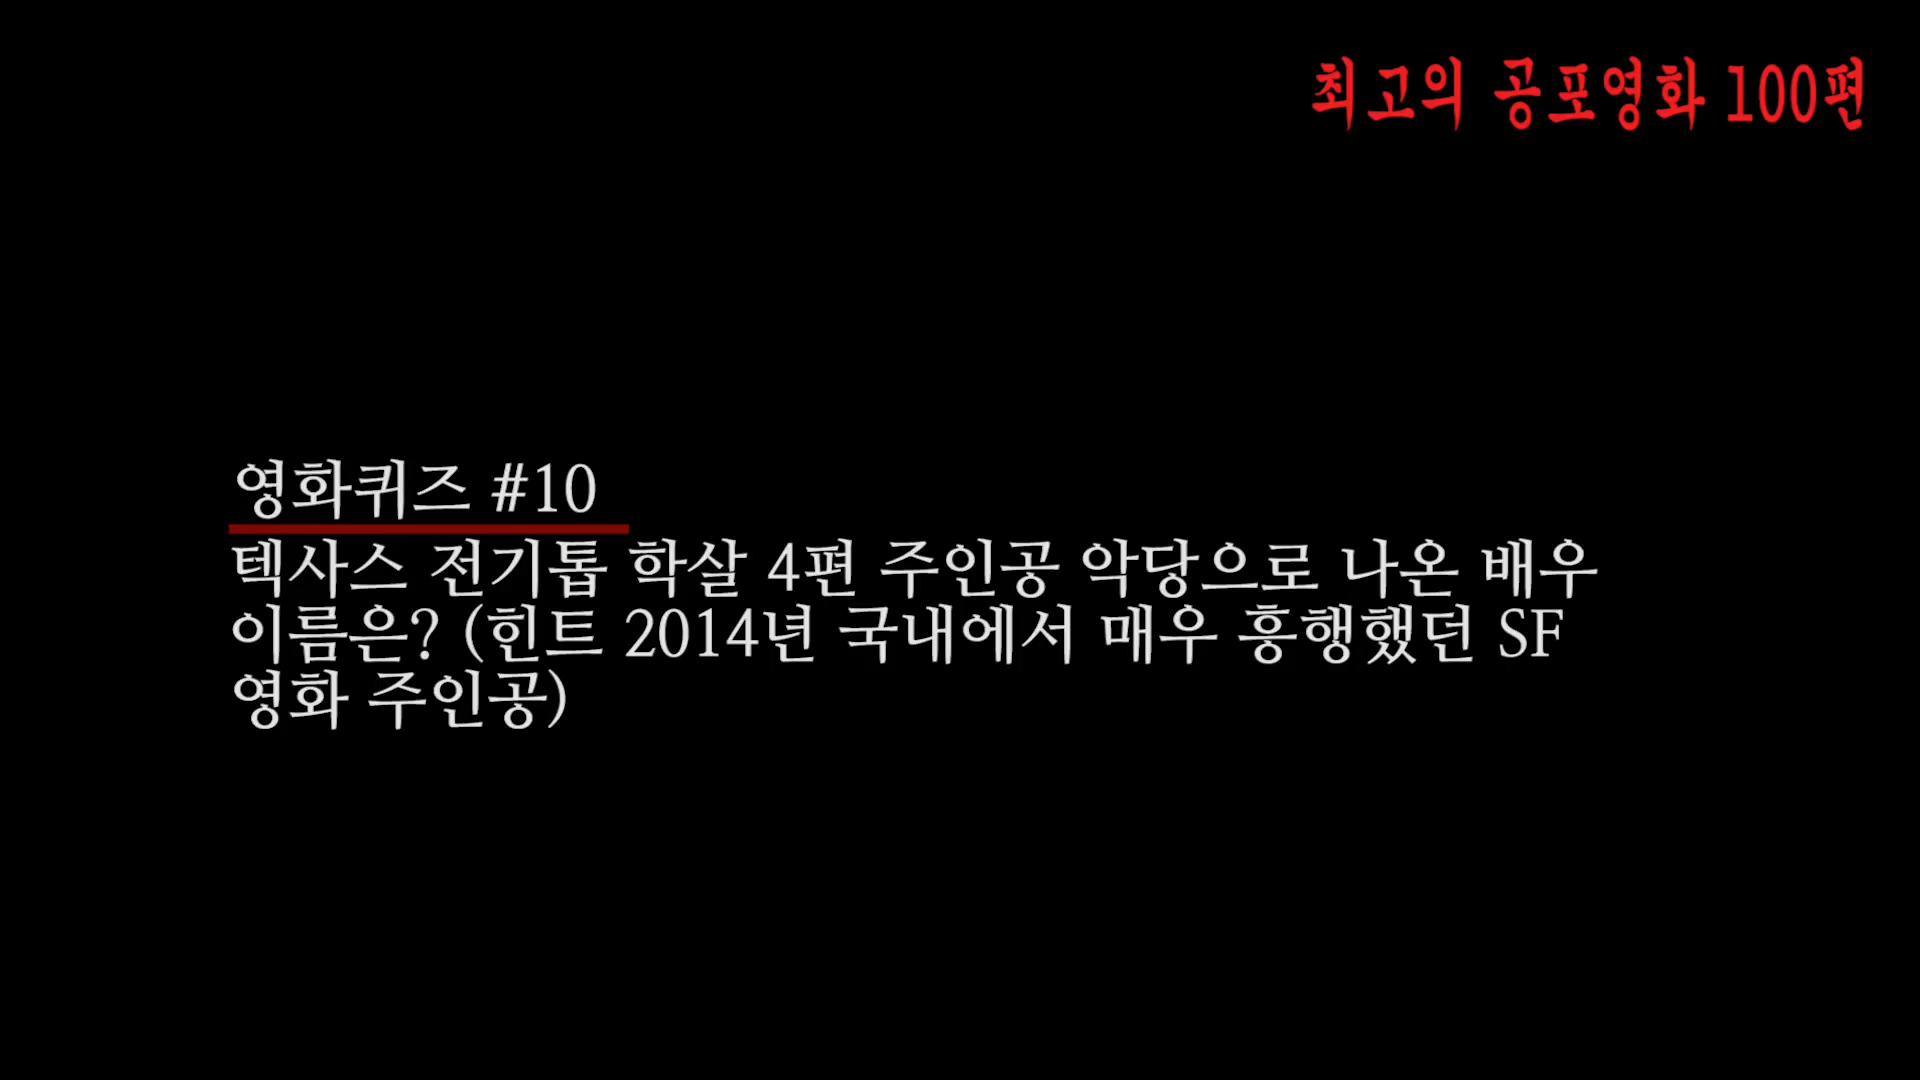 최고의 공포영화 100편
영화퀴즈 #10
텍사스 전기톱 학살 4편 주인공 악당으로 나온 배우
이름은? (힌트 2014년 국내에서 매우 흥행했던 SF
영화 주인공)